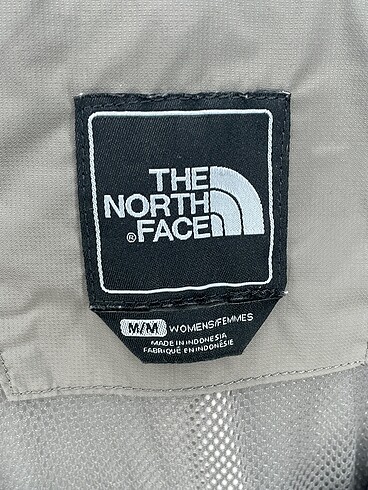 THE
NORTH
®FACE
M/M WOMENS/FEMMES
MADE IN INDONESIA
FABRIQUÉ EN INDONÉSIE